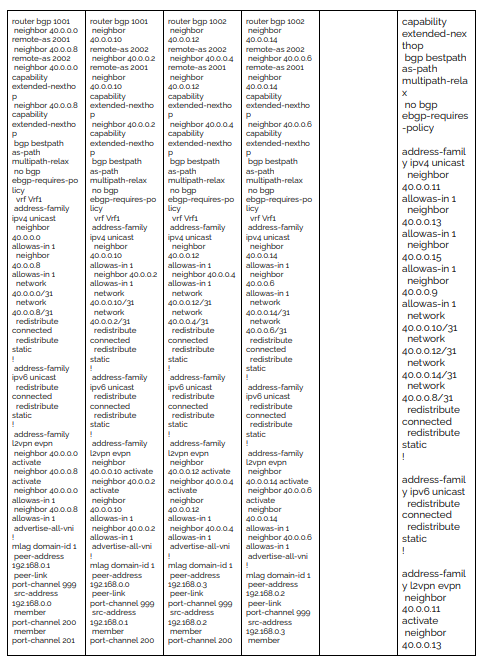 router bgp 1001
neighbor 40.0.0.0
remote-as 2001
neighbor 40.0.0.8
remote-as 2002
neighbor 40.0.0.0
capability
extended-nextho
p
neighbor 40.0.0.8
capability
extended-nextho
p
bgp bestpath
as-path
multipath-relax
no bgp
ebgp-requires-po
licy
vrf Vrf1
address-family
ipv4 unicast
neighbor
40.0.0.0
allowas-in 1
neighbor
40.0.0.8
allowas-in 1
network
40.0.0.0/31
network
40.0.0.8/31
redistribute
connected
redistribute
static
!
address-family
ipv6 unicast
redistribute
connected
redistribute
static
!
address-family
l2vpn evpn
neighbor 40.0.0.0
activate
neighbor 40.0.0.8
activate
neighbor 40.0.0.0
allowas-in 1
neighbor 40.0.0.8
allowas-in 1
advertise-all-vni
!
mlag domain-id 1
peer-address
192.168.0.1
peer-link
port-channel 999
src-address
192.168.0.0
member
port-channel 200
member
port-channel 201
router bgp 1001
neighbor
40.0.0.10
remote-as 2002
neighbor 40.0.0.2
remote-as 2001
neighbor
40.0.0.10
capability
extended-nextho
p
neighbor 40.0.0.2
capability
extended-nextho
p
bgp bestpath
as-path
multipath-relax
no bgp
ebgp-requires-po
licy
vrf Vrf1
address-family
ipv4 unicast
neighbor
40.0.0.10
allowas-in 1
neighbor 40.0.0.2
allowas-in 1
network
40.0.0.10/31
network
40.0.0.2/31
redistribute
connected
redistribute
static
!
address-family
ipv6 unicast
redistribute
connected
redistribute
static
!
address-family
l2vpn evpn
neighbor
40.0.0.10 activate
neighbor 40.0.0.2
activate
neighbor
40.0.0.10
allowas-in 1
neighbor 40.0.0.2
allowas-in 1
advertise-all-vni
!
mlag domain-id 1
peer-address
192.168.0.0
peer-link
port-channel 999
src-address
192.168.0.1
member
port-channel 200
router bgp 1002
neighbor
40.0.0.12
remote-as 2002
neighbor 40.0.0.4
remote-as 2001
neighbor
40.0.0.12
capability
extended-nextho
p
neighbor 40.0.0.4
capability
extended-nextho
p
bgp bestpath
as-path
multipath-relax
no bgp
ebgp-requires-po
licy
vrf Vrf1
address-family
ipv4 unicast
neighbor
40.0.0.12
allowas-in 1
neighbor 40.0.0.4
allowas-in 1
network
40.0.0.12/31
network
40.0.0.4/31
redistribute
connected
redistribute
static
!
address-family
ipv6 unicast
redistribute
connected
redistribute
static
!
address-family
l2vpn evpn
neighbor
40.0.0.12 activate
neighbor 40.0.0.4
activate
neighbor
40.0.0.12
allowas-in 1
neighbor 40.0.0.4
allowas-in 1
advertise-all-vni
!
mlag domain-id 1
peer-address
192.168.0.3
peer-link
port-channel 999
src-address
192.168.0.2
member
port-channel 200
router bgp 1002
neighbor
40.0.0.14
remote-as 2002
neighbor 40.0.0.6
remote-as 2001
neighbor
40.0.0.14
capability
extended-nextho
p
neighbor 40.0.0.6
capability
extended-nextho
p
bgp bestpath
as-path
multipath-relax
no bgp
ebgp-requires-po
licy
vrf Vrf1
address-family
ipv4 unicast
neighbor
40.0.0.14
allowas-in 1
neighbor
40.0.0.6
allowas-in 1
network
40.0.0.14/31
network
40.0.0.6/31
redistribute
connected
redistribute
static
!
address-family
ipv6 unicast
redistribute
connected
redistribute
static
!
address-family
l2vpn evpn
neighbor
40.0.0.14 activate
neighbor 40.0.0.6
activate
neighbor
40.0.0.14
allowas-in 1
neighbor 40.0.0.6
allowas-in 1
advertise-all-vni
!
mlag domain-id 1
peer-address
192.168.0.2
peer-link
port-channel 999
src-address
192.168.0.3
member
port-channel 200
capability
extended-nex
thop
bgp bestpath
as-path
multipath-rela
x
no bgp
ebgp-requires
-policy
address-famil
y ipv4 unicast
neighbor
40.0.0.11
allowas-in 1
neighbor
40.0.0.13
allowas-in 1
neighbor
40.0.0.15
allowas-in 1
neighbor
40.0.0.9
allowas-in 1
network
40.0.0.10/31
network
40.0.0.12/31
network
40.0.0.14/31
network
40.0.0.8/31
redistribute
connected
redistribute
static
!
address-famil
y ipv6 unicast
redistribute
connected
redistribute
static
!
address-famil
y l2vpn evpn
neighbor
40.0.0.11
activate
neighbor
40.0.0.13